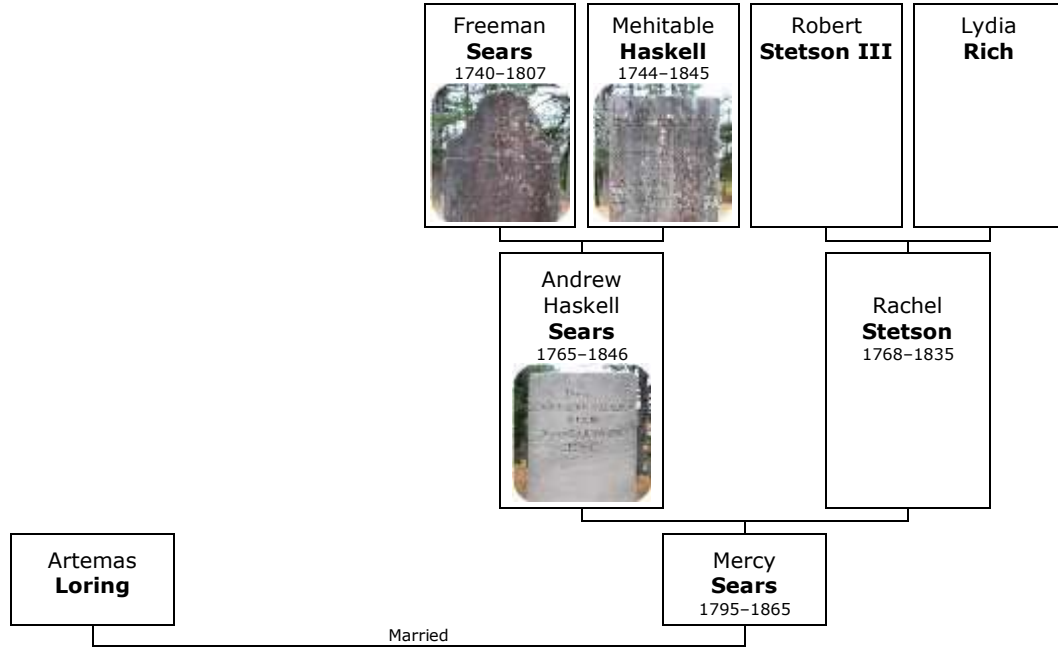 Freeman
Sears
1740–1807
Mehitable
Haskell
1744–1845
Robert
Stetson III
Lydia
Rich
Andrew
Haskell
Sears
1765–1846
Rachel
Stetson
1768–1835
Artemas
Loring
Mercy
Sears
1795–1865
Married